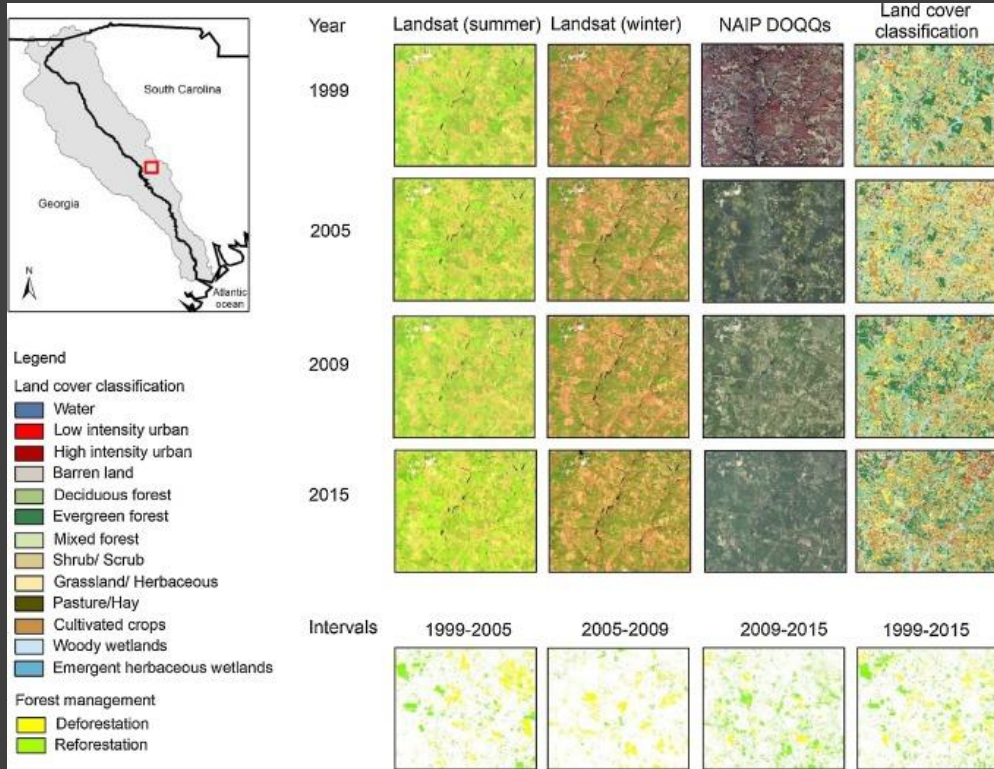 South Carolina
Georgia
N
Atlantic
ocean
Legend
Land cover classification
Water
Low intensity urban
High intensity urban
Barren land
Deciduous forest
Evergreen forest
Mixed forest
Shrub/ Scrub
Grassland/ Herbaceous
Pasture/Hay
Cultivated crops
Woody wetlands
Emergent herbaceous wetlands
Forest management
Deforestation
Reforestation
Year
Landsat (summer)
Landsat (winter)
NAIP DOQQs
Land cover
classification
1999
2005
2009
2015
Intervals
1999-2005
2005-2009
2009-2015
1999-2015